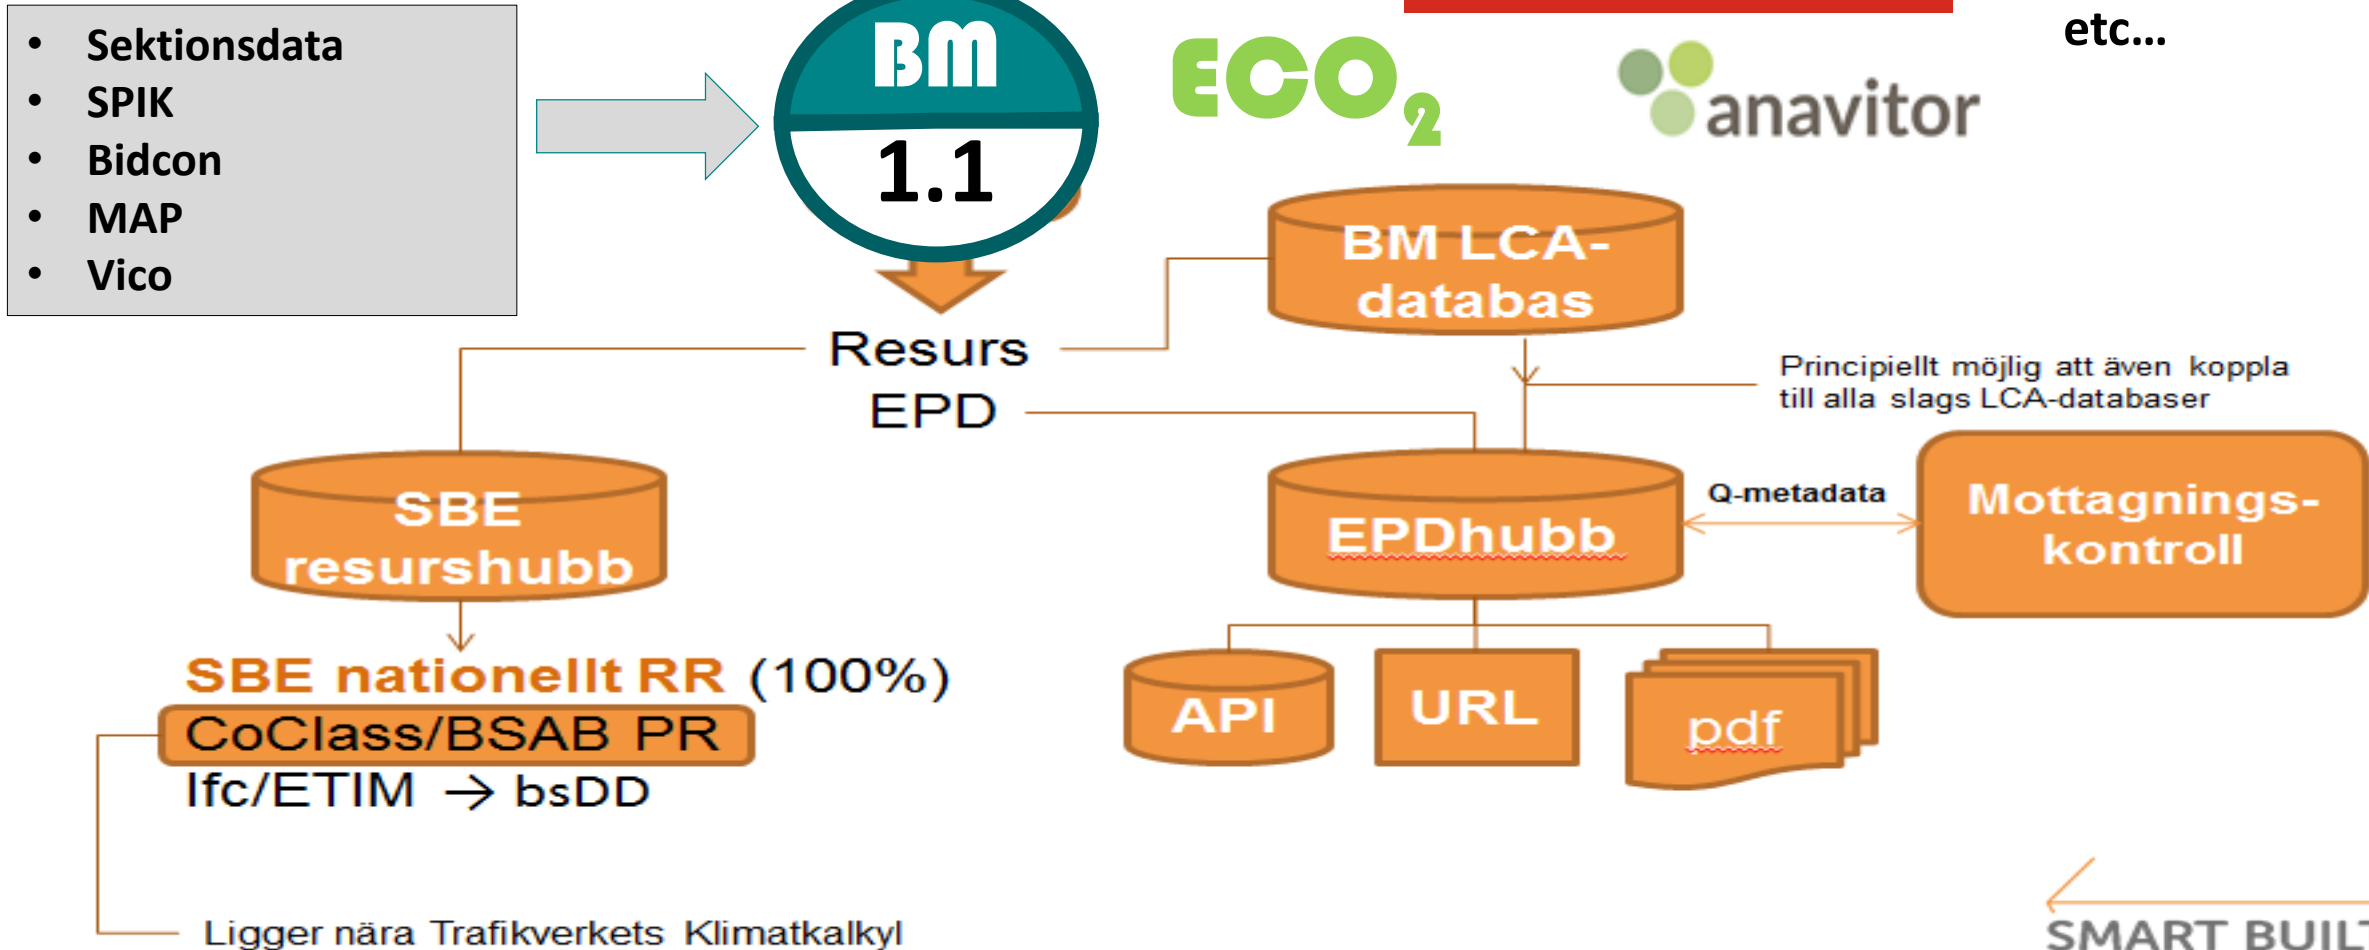 • Sektionsdata
• SPIK
• Bidcon
• MAP
• Vico
BM
1.1
ECO2
anavitor
etc...
BM LCA-
databas
Resurs
EPD
Principiellt möjlig att även koppla
till alla slags LCA-databaser
SBE
resurshubb
EPDhubb
Q-metadata
Mottagnings-
kontroll
SBE nationellt RR (100%)
CoClass/BSAB PR
Ifc/ETIM → bsDD
API
URL
pdf
Ligger nära Trafikverkets Klimatkalkyl
SMART BUILT